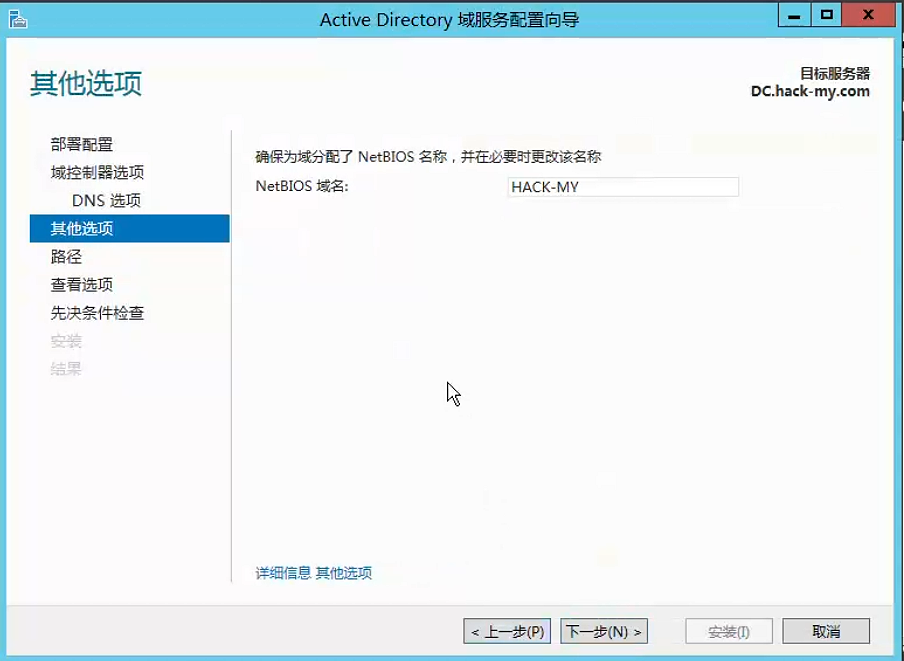 Active Directory 域服务配置向导
其他选项
目标服务器
DC.hack-my.com
部署配置
域控制器选项
DNS 选项
其他选项
路径
查看选项
先决条件检查
安装
结果
确保为域分配了 NetBIOS 名称，并在必要时更改该名称
NetBIOS 域名: HACK-MY
详细信息 其他选项
< 上一步(P) 下一步(N) > 安装(I) 取消